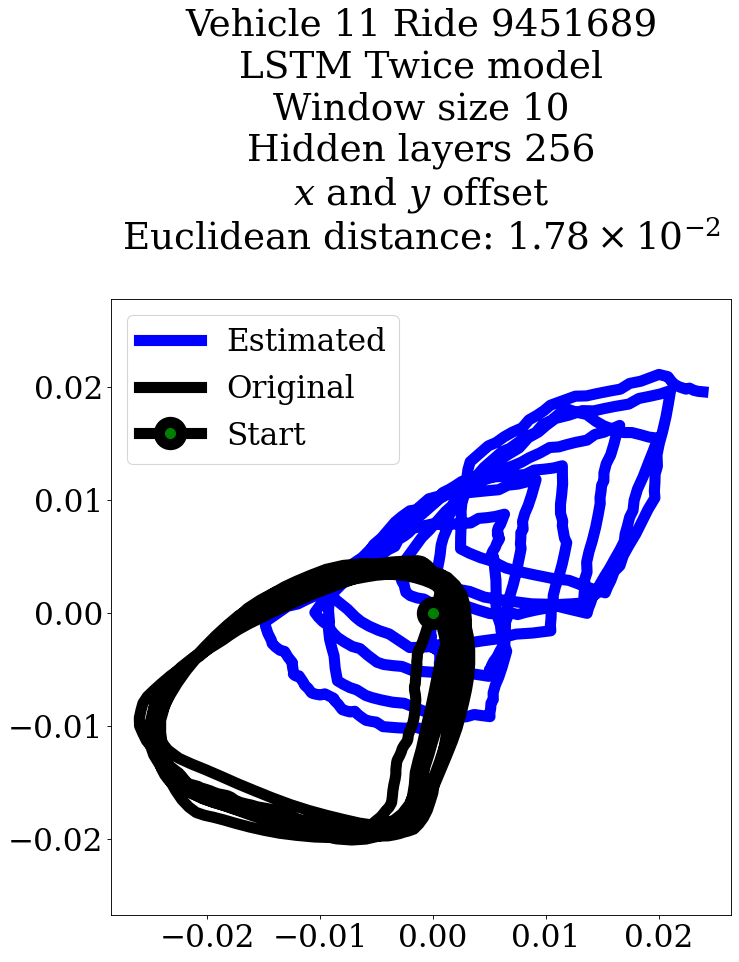 Vehicle 11 Ride 9451689
LSTM Twice model
Window size 10
Hidden layers 256
x and y offset
Euclidean distance: 1.78 × 10⁻²
Estimated
Original
Start
0.02
0.01
0.00
−0.01
−0.02
−0.02 −0.01 0.00 0.01 0.02